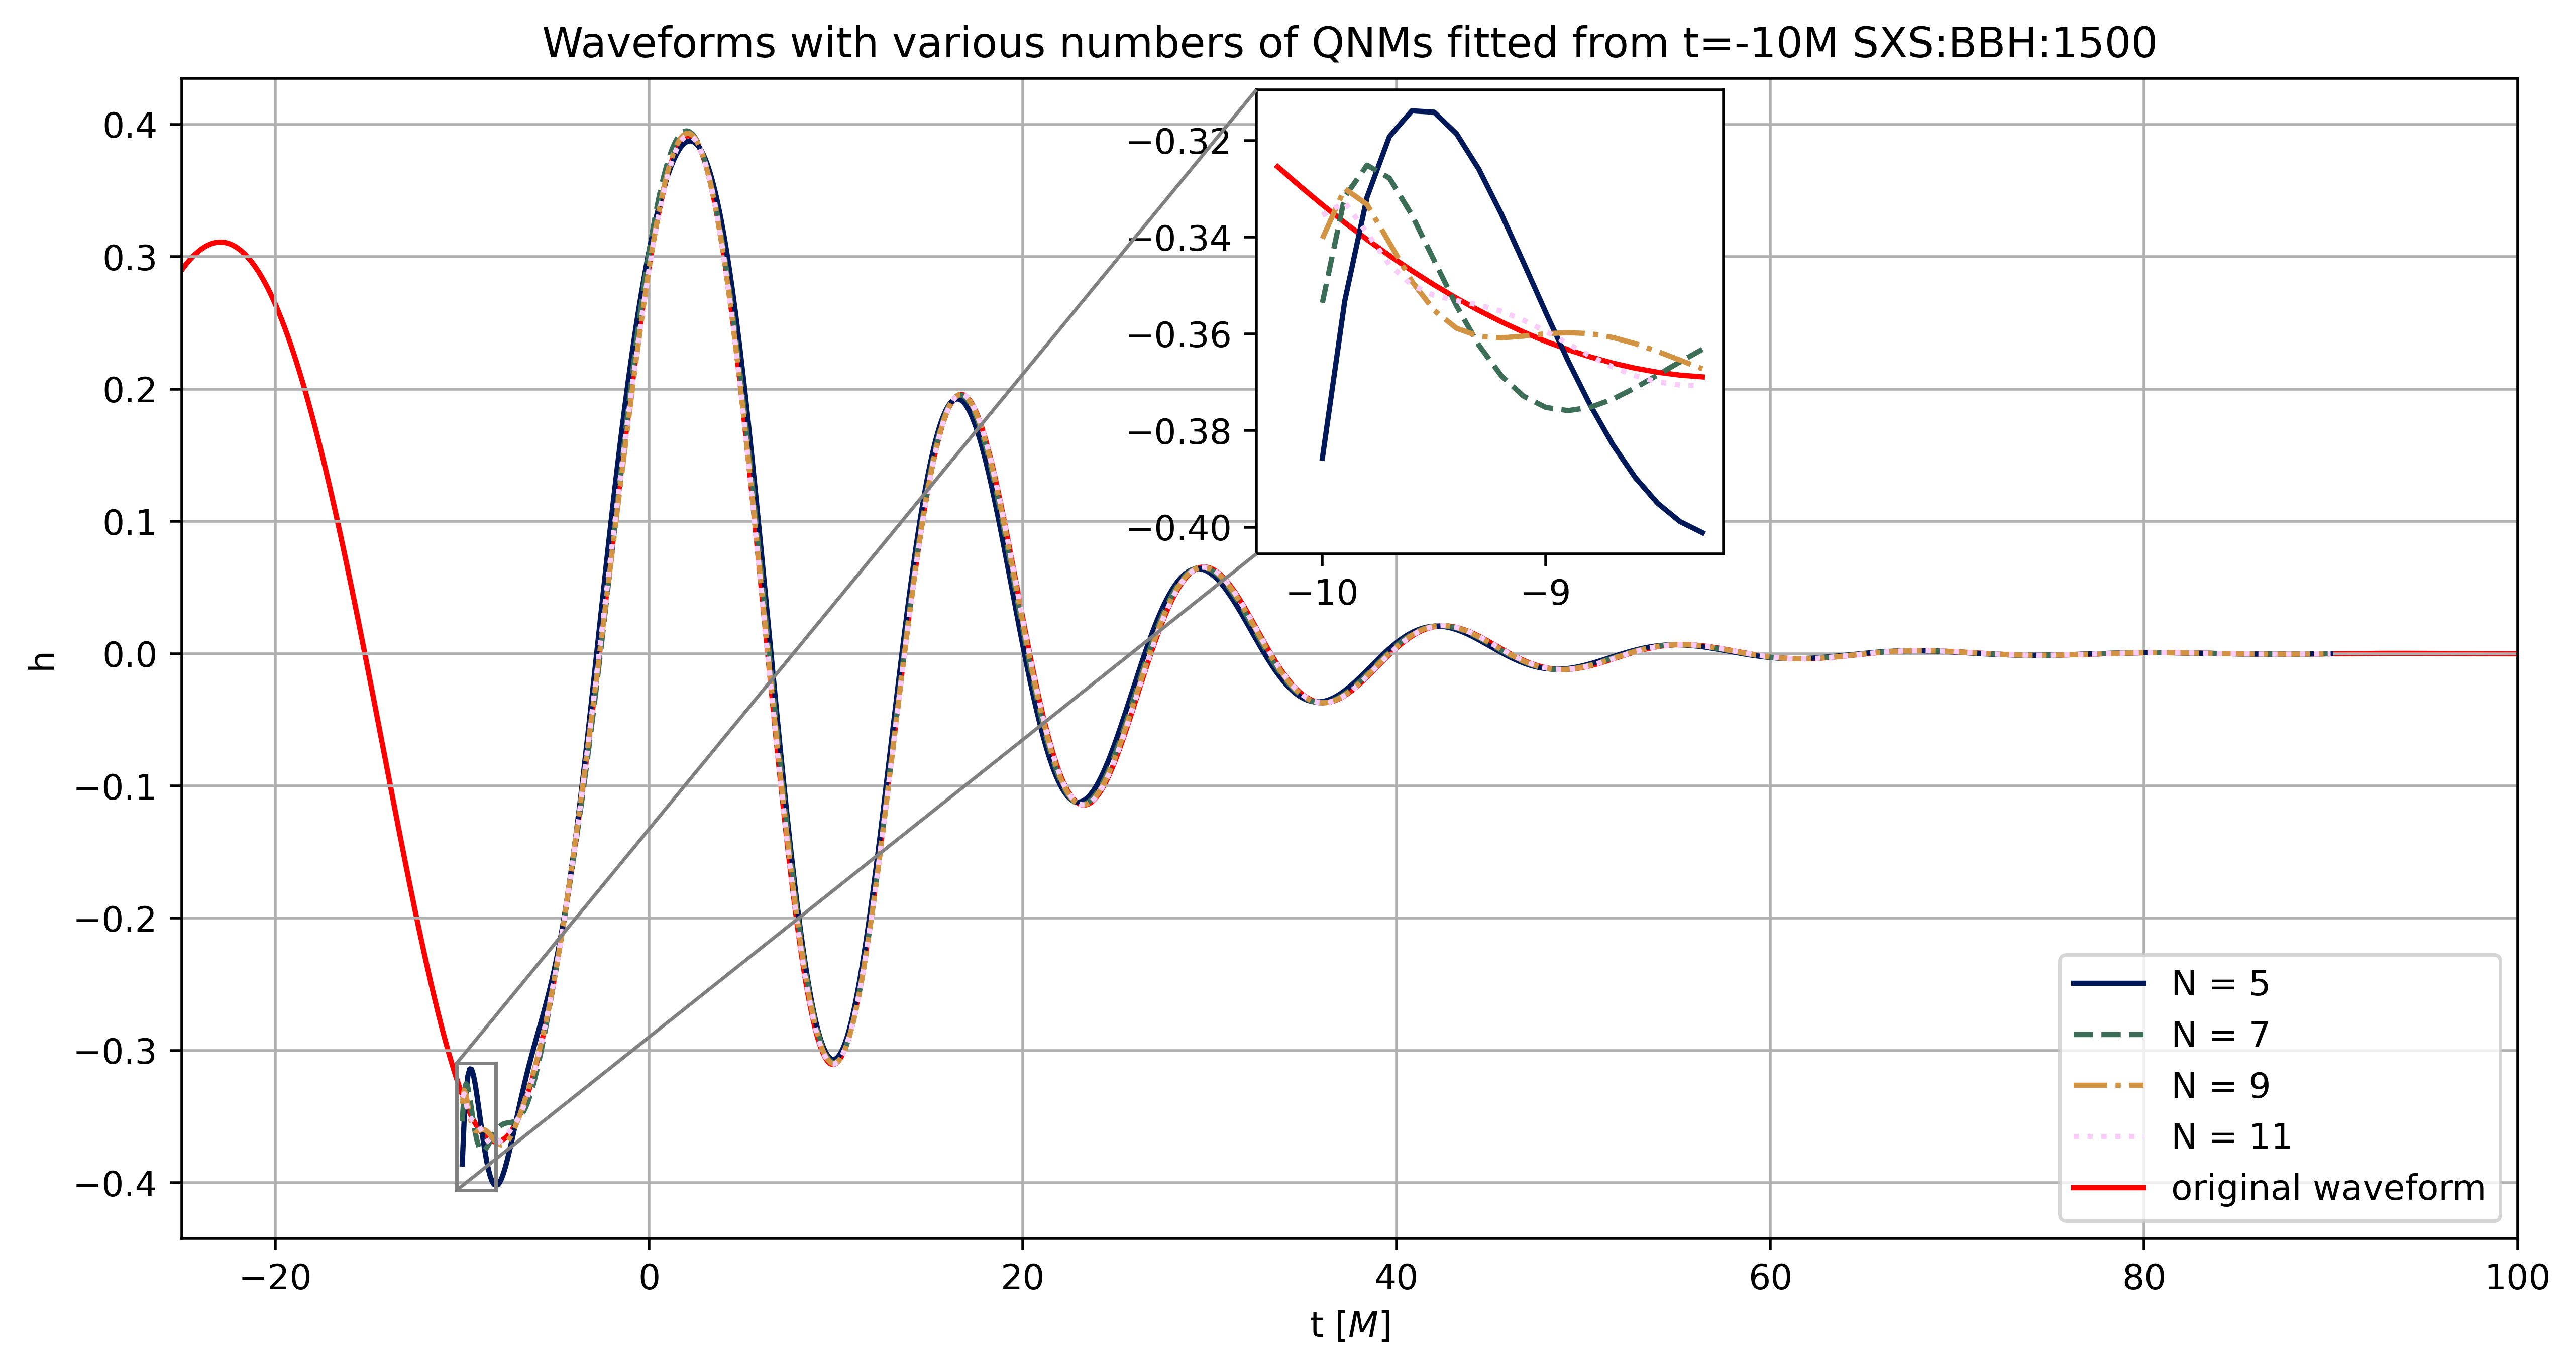 Waveforms with various numbers of QNMs fitted from t=-10M SXS:BBH:1500
0.4
0.3
0.2
0.1
0.0
−0.1
−0.2
−0.3
−0.4
h
−0.32
−0.34
−0.36
−0.38
−0.40
−10 −9
N = 5
N = 7
N = 9
N = 11
original waveform
−20 0 20 40 60 80 100
t [M]